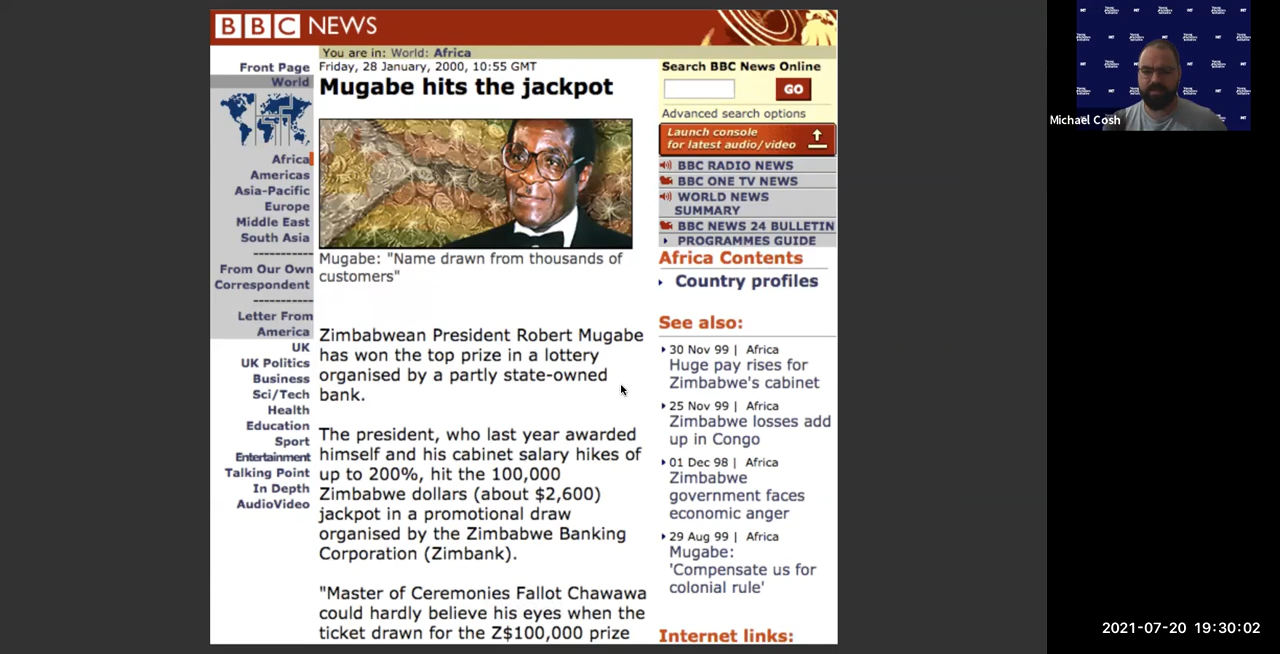 BBC NEWS
You are in: World: Africa
Front Page
World
Africa
Americas
Asia-Pacific
Europe
Middle East
South Asia
-----------
From Our Own
Correspondent
-----------
Letter From
America
UK
UK Politics
Business
Sci/Tech
Health
Education
Sport
Entertainment
Talking Point
In Depth
AudioVideo
Friday, 28 January, 2000, 10:55 GMT
Mugabe hits the jackpot
Mugabe: "Name drawn from thousands of
customers"
Zimbabwean President Robert Mugabe
has won the top prize in a lottery
organised by a partly state-owned
bank.
The president, who last year awarded
himself and his cabinet salary hikes of
up to 200%, hit the 100,000
Zimbabwe dollars (about $2,600)
jackpot in a promotional draw
organised by the Zimbabwe Banking
Corporation (Zimbank).
"Master of Ceremonies Fallot Chawawa
could hardly believe his eyes when the
ticket drawn for the Z$100,000 prize
Search BBC News Online
GO
Advanced search options
Launch console
for latest audio/video
BBC RADIO NEWS
BBC ONE TV NEWS
WORLD NEWS
SUMMARY
BBC NEWS 24 BULLETIN
PROGRAMMES GUIDE
Africa Contents
Country profiles
See also:
30 Nov 99 | Africa
Huge pay rises for
Zimbabwe's cabinet
25 Nov 99 | Africa
Zimbabwe losses add
up in Congo
01 Dec 98 | Africa
Zimbabwe
government faces
economic anger
29 Aug 99 | Africa
Mugabe:
'Compensate us for
colonial rule'
Internet links:
Michael Cosh
2021-07-20 19:30:02